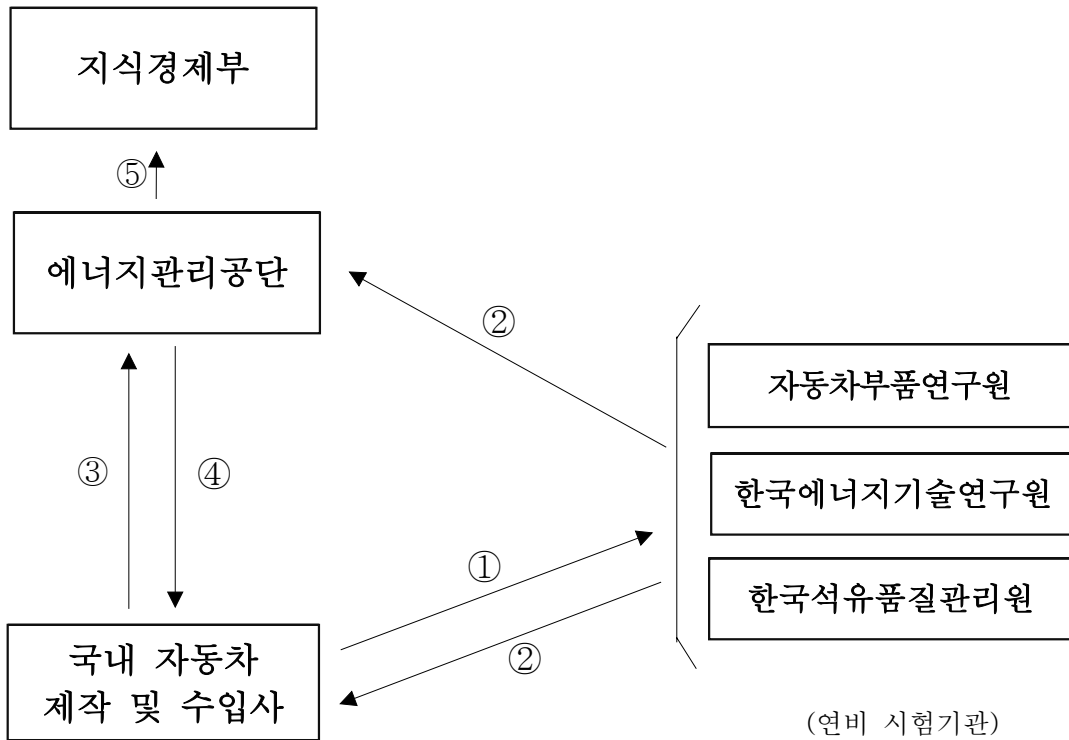 지식경제부
⑤
에너지관리공단
②
자동차부품연구원
③
④
한국에너지기술연구원
①
한국석유품질관리원
②
국내 자동차
제작 및 수입사
(연비 시험기관)